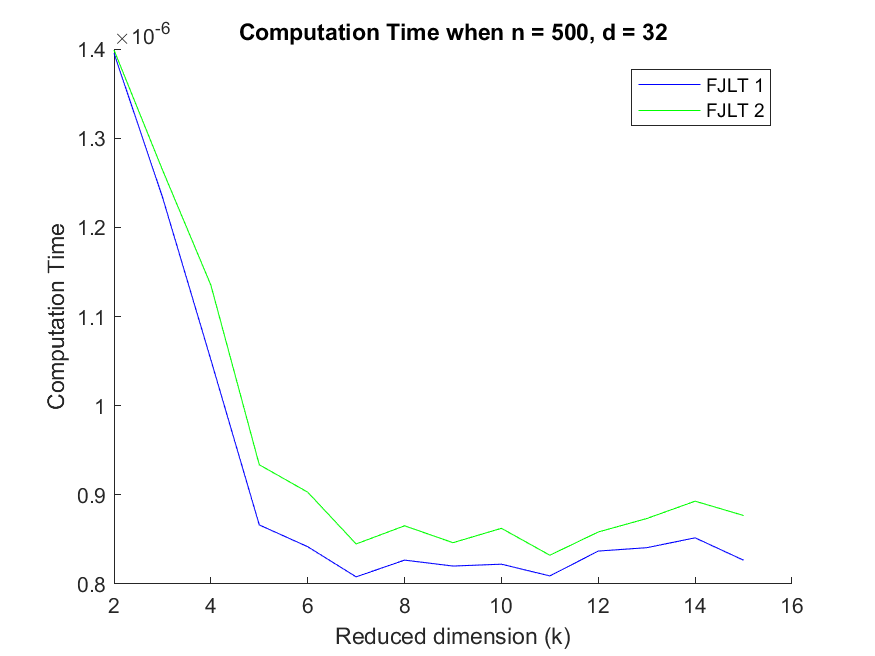 Computation Time when n = 500, d = 32
×10-6
1.4
1.3
1.2
1.1
1
0.9
0.8
Computation Time
FJLT 1
FJLT 2
2 4 6 8 10 12 14 16
Reduced dimension (k)